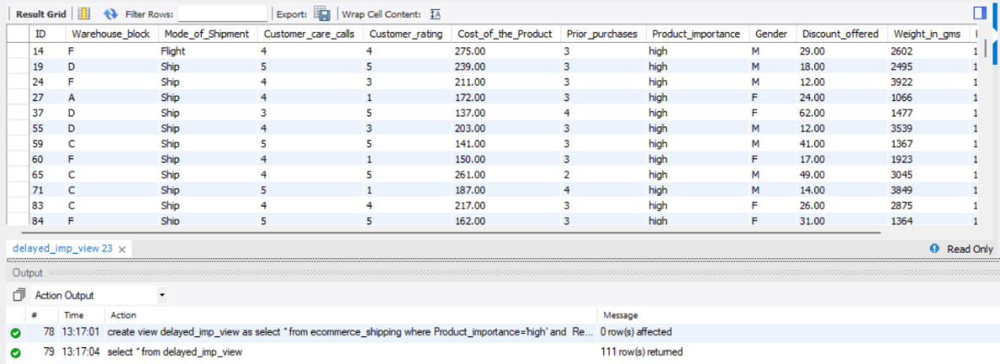 Result Grid Filter Rows: Export: Wrap Cell Content:
ID Warehouse_block Mode_of_Shipment Customer_care_calls Customer_rating Cost_of_the_Product Prior_purchases Product_importance Gender Discount_offered Weight_in_gms
14 F Flight 4 4 275.00 3 high M 29.00 2602 1
19 D Ship 5 5 239.00 3 high M 18.00 2495 1
24 F Ship 4 3 211.00 3 high M 12.00 3922 1
27 A Ship 4 1 172.00 3 high F 24.00 1066 1
37 D Ship 3 5 137.00 4 high F 62.00 1477 1
55 D Ship 4 3 203.00 3 high M 12.00 3539 1
59 C Ship 5 5 141.00 3 high M 41.00 1367 1
60 F Ship 4 1 150.00 3 high F 17.00 1923 1
65 C Ship 4 5 261.00 2 high M 49.00 3045 1
71 C Ship 5 1 187.00 4 high M 14.00 3849 1
83 C Ship 4 4 217.00 3 high F 26.00 2875 1
84 F Ship 5 5 162.00 3 high F 31.00 1364 1
delayed_imp_view 23 Read Only
Output
Action Output
# Time Action Message
78 13:17:01 create view delayed_imp_view as select * from ecommerce_shipping where Product_importance='high' and Re... 0 row(s) affected
79 13:17:04 select * from delayed_imp_view 111 row(s) returned